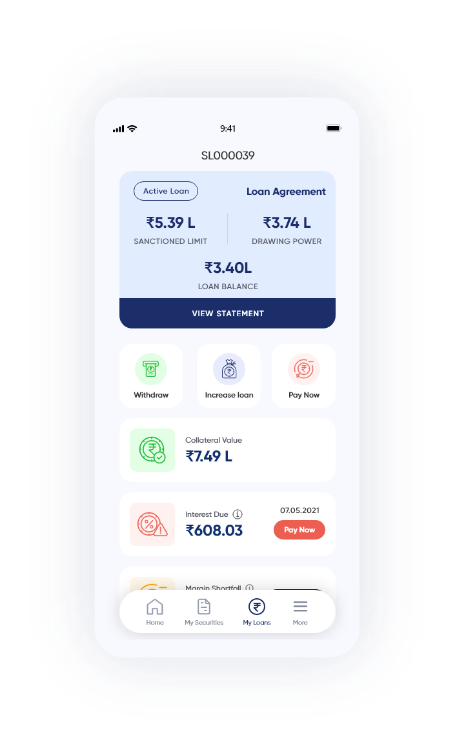 9:41
SL000039
Active Loan
Loan Agreement
₹5.39 L
₹3.74 L
SANCTIONED LIMIT
DRAWING POWER
₹3.40L
LOAN BALANCE
VIEW STATEMENT
Withdraw
Increase loan
Pay Now
Collateral Value
₹7.49 L
Interest Due
07.05.2021
₹608.03
Pay Now
Margin Shortfall
Home
My Securities
My Loans
More